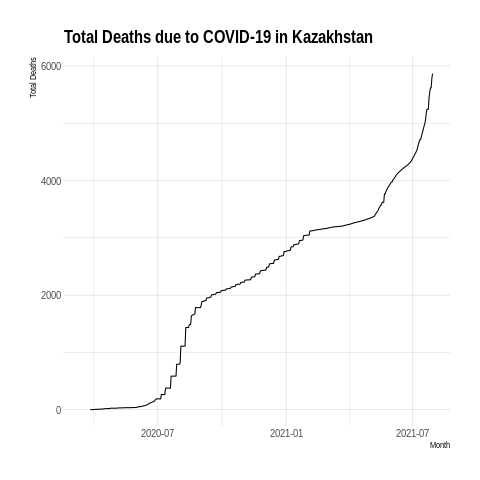 Total Deaths due to COVID-19 in Kazakhstan
Total Deaths
6000
4000
2000
0
2020-07
2021-01
2021-07
Month